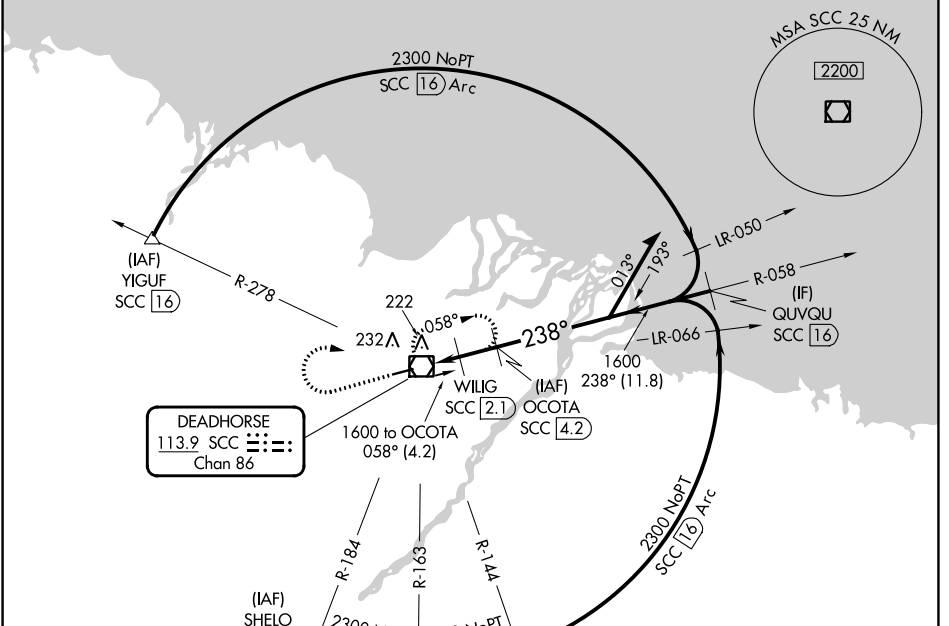 MSA SCC 25 NM
2200
2300 NoPT
SCC 16 Arc
LR-050
(IAF)
YIGUF
SCC 16
R-278
013°
193°
R-058
(IF)
QUVQU
SCC 16
222
232
058°
238°
LR-066
1600
238° (11.8)
WILIG
SCC 2.1
(IAF)
OCOTA
SCC 4.2
DEADHORSE
113.9 SCC
Chan 86
1600 to OCOTA
058° (4.2)
2300 NoPT
SCC 16 Arc
R-184
R-163
R-144
(IAF)
SHELO
2300
NoPT